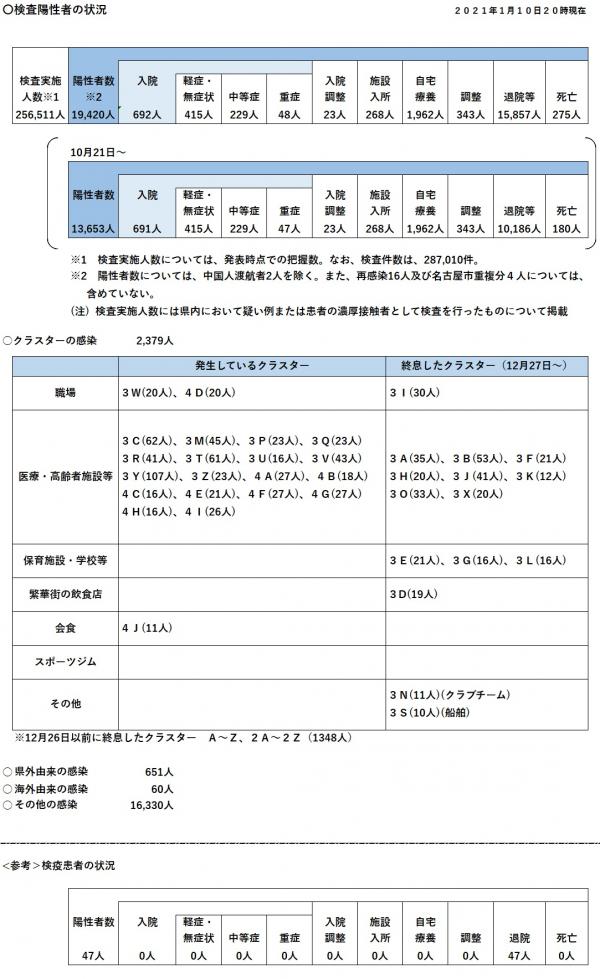 〇検査陽性者の状況
２０２１年１月１０日２０時現在
検査実施人数※1 陽性者数※2 入院 軽症・無症状 中等症 重症 入院調整 施設入所 自宅療養 調整 退院等 死亡
256,511人 19,420人 692人 415人 229人 48人 23人 268人 1,962人 343人 15,857人 275人
10月21日～
陽性者数 入院 軽症・無症状 中等症 重症 入院調整 施設入所 自宅療養 調整 退院等 死亡
13,653人 691人 415人 229人 47人 23人 268人 1,962人 343人 10,186人 180人
※1　検査実施人数については、発表時点での把握数。なお、検査件数は、287,010件。
※2　陽性者数については、中国人渡航者2人を除く。また、再感染16人及び名古屋市重複分４人については、
含めていない。
(注)　検査実施人数には県内において疑い例または患者の濃厚接触者として検査を行ったものについて掲載
○クラスターの感染　2,379人
発生しているクラスター 終息したクラスター（12月27日～）
職場 ３Ｗ(20人)、４Ｄ(20人) ３Ｉ(30人)
医療・高齢者施設等
３Ｃ(62人)、３Ｍ(45人)、３Ｐ(23人)、３Ｑ(23人)
３Ｒ(41人)、３Ｔ(61人)、３Ｕ(16人)、３Ｖ(43人)
３Ｙ(107人)、３Ｚ(23人)、４Ａ(27人)、４Ｂ(18人)
４Ｃ(16人)、４Ｅ(21人)、４Ｆ(27人)、４Ｇ(27人)
４Ｈ(16人)、４Ｉ(26人)
３Ａ(35人)、３Ｂ(53人)、３Ｆ(21人)
３Ｈ(20人)、３Ｊ(41人)、３Ｋ(12人)
３Ｏ(33人)、３Ｘ(20人)
保育施設・学校等 ３Ｅ(21人)、３Ｇ(16人)、３Ｌ(16人)
繁華街の飲食店 ３Ｄ(19人)
会食 ４Ｊ(11人)
スポーツジム
その他
３Ｎ(11人)(クラブチーム)
３Ｓ(10人)(船舶)
※12月26日以前に終息したクラスター　Ａ～Ｚ、２Ａ～２Ｚ（1348人）
○ 県外由来の感染　651人
○ 海外由来の感染　60人
○ その他の感染　16,330人
＜参考＞検疫患者の状況
陽性者数 入院 軽症・無症状 中等症 重症 入院調整 施設入所 自宅療養 調整 退院 死亡
47人 0人 0人 0人 0人 0人 0人 0人 0人 47人 0人